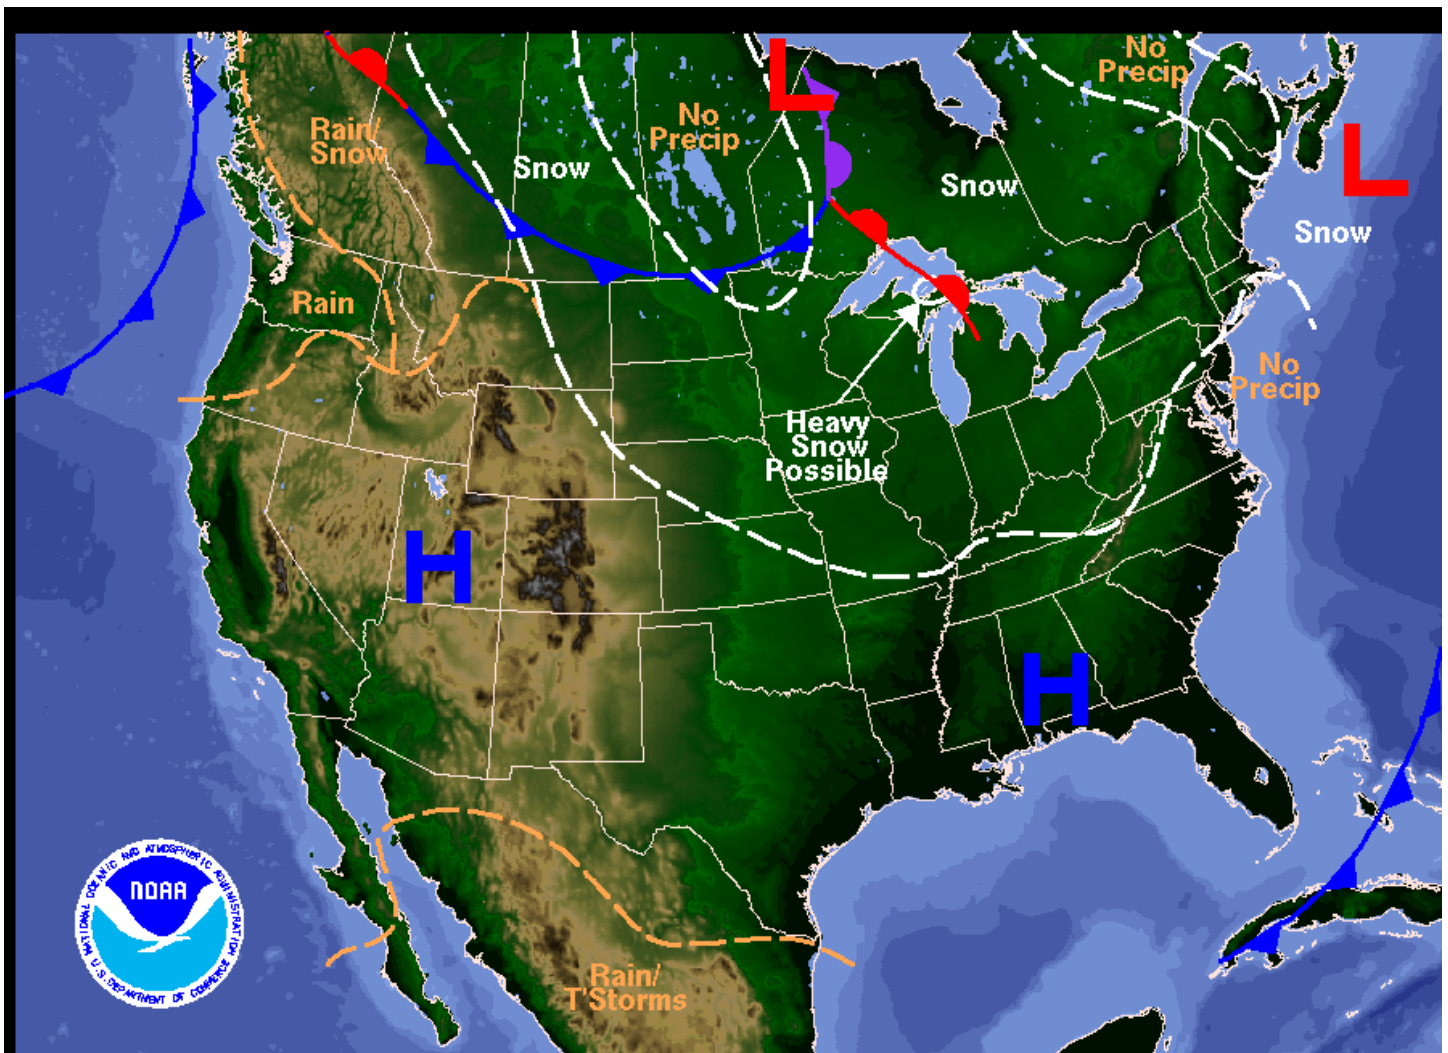 No
Precip
L
No
Precip
Rain/
Snow
Snow
Snow
L
Snow
Rain
No
Precip
Heavy
Snow
Possible
H
H
NOAA
NATIONAL OCEANIC AND ATMOSPHERIC ADMINISTRATION
U.S. DEPARTMENT OF COMMERCE
Rain/
T'Storms